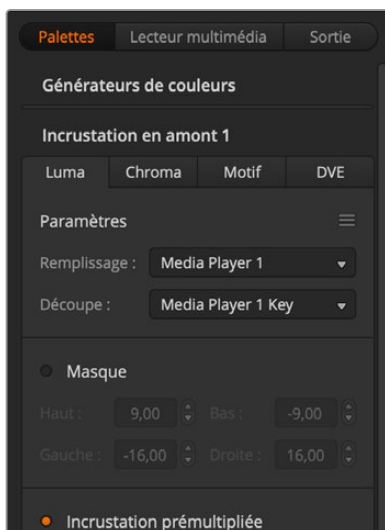 Palettes Lecteur multimédia Sortie
Générateurs de couleurs
Incrustation en amont 1
Luma Chroma Motif DVE
Paramètres
Remplissage : Media Player 1
Découpe : Media Player 1 Key
Masque
Haut : 9,00 Bas : -9,00
Gauche : -16,00 Droite : 16,00
Incrustation prémultipliée